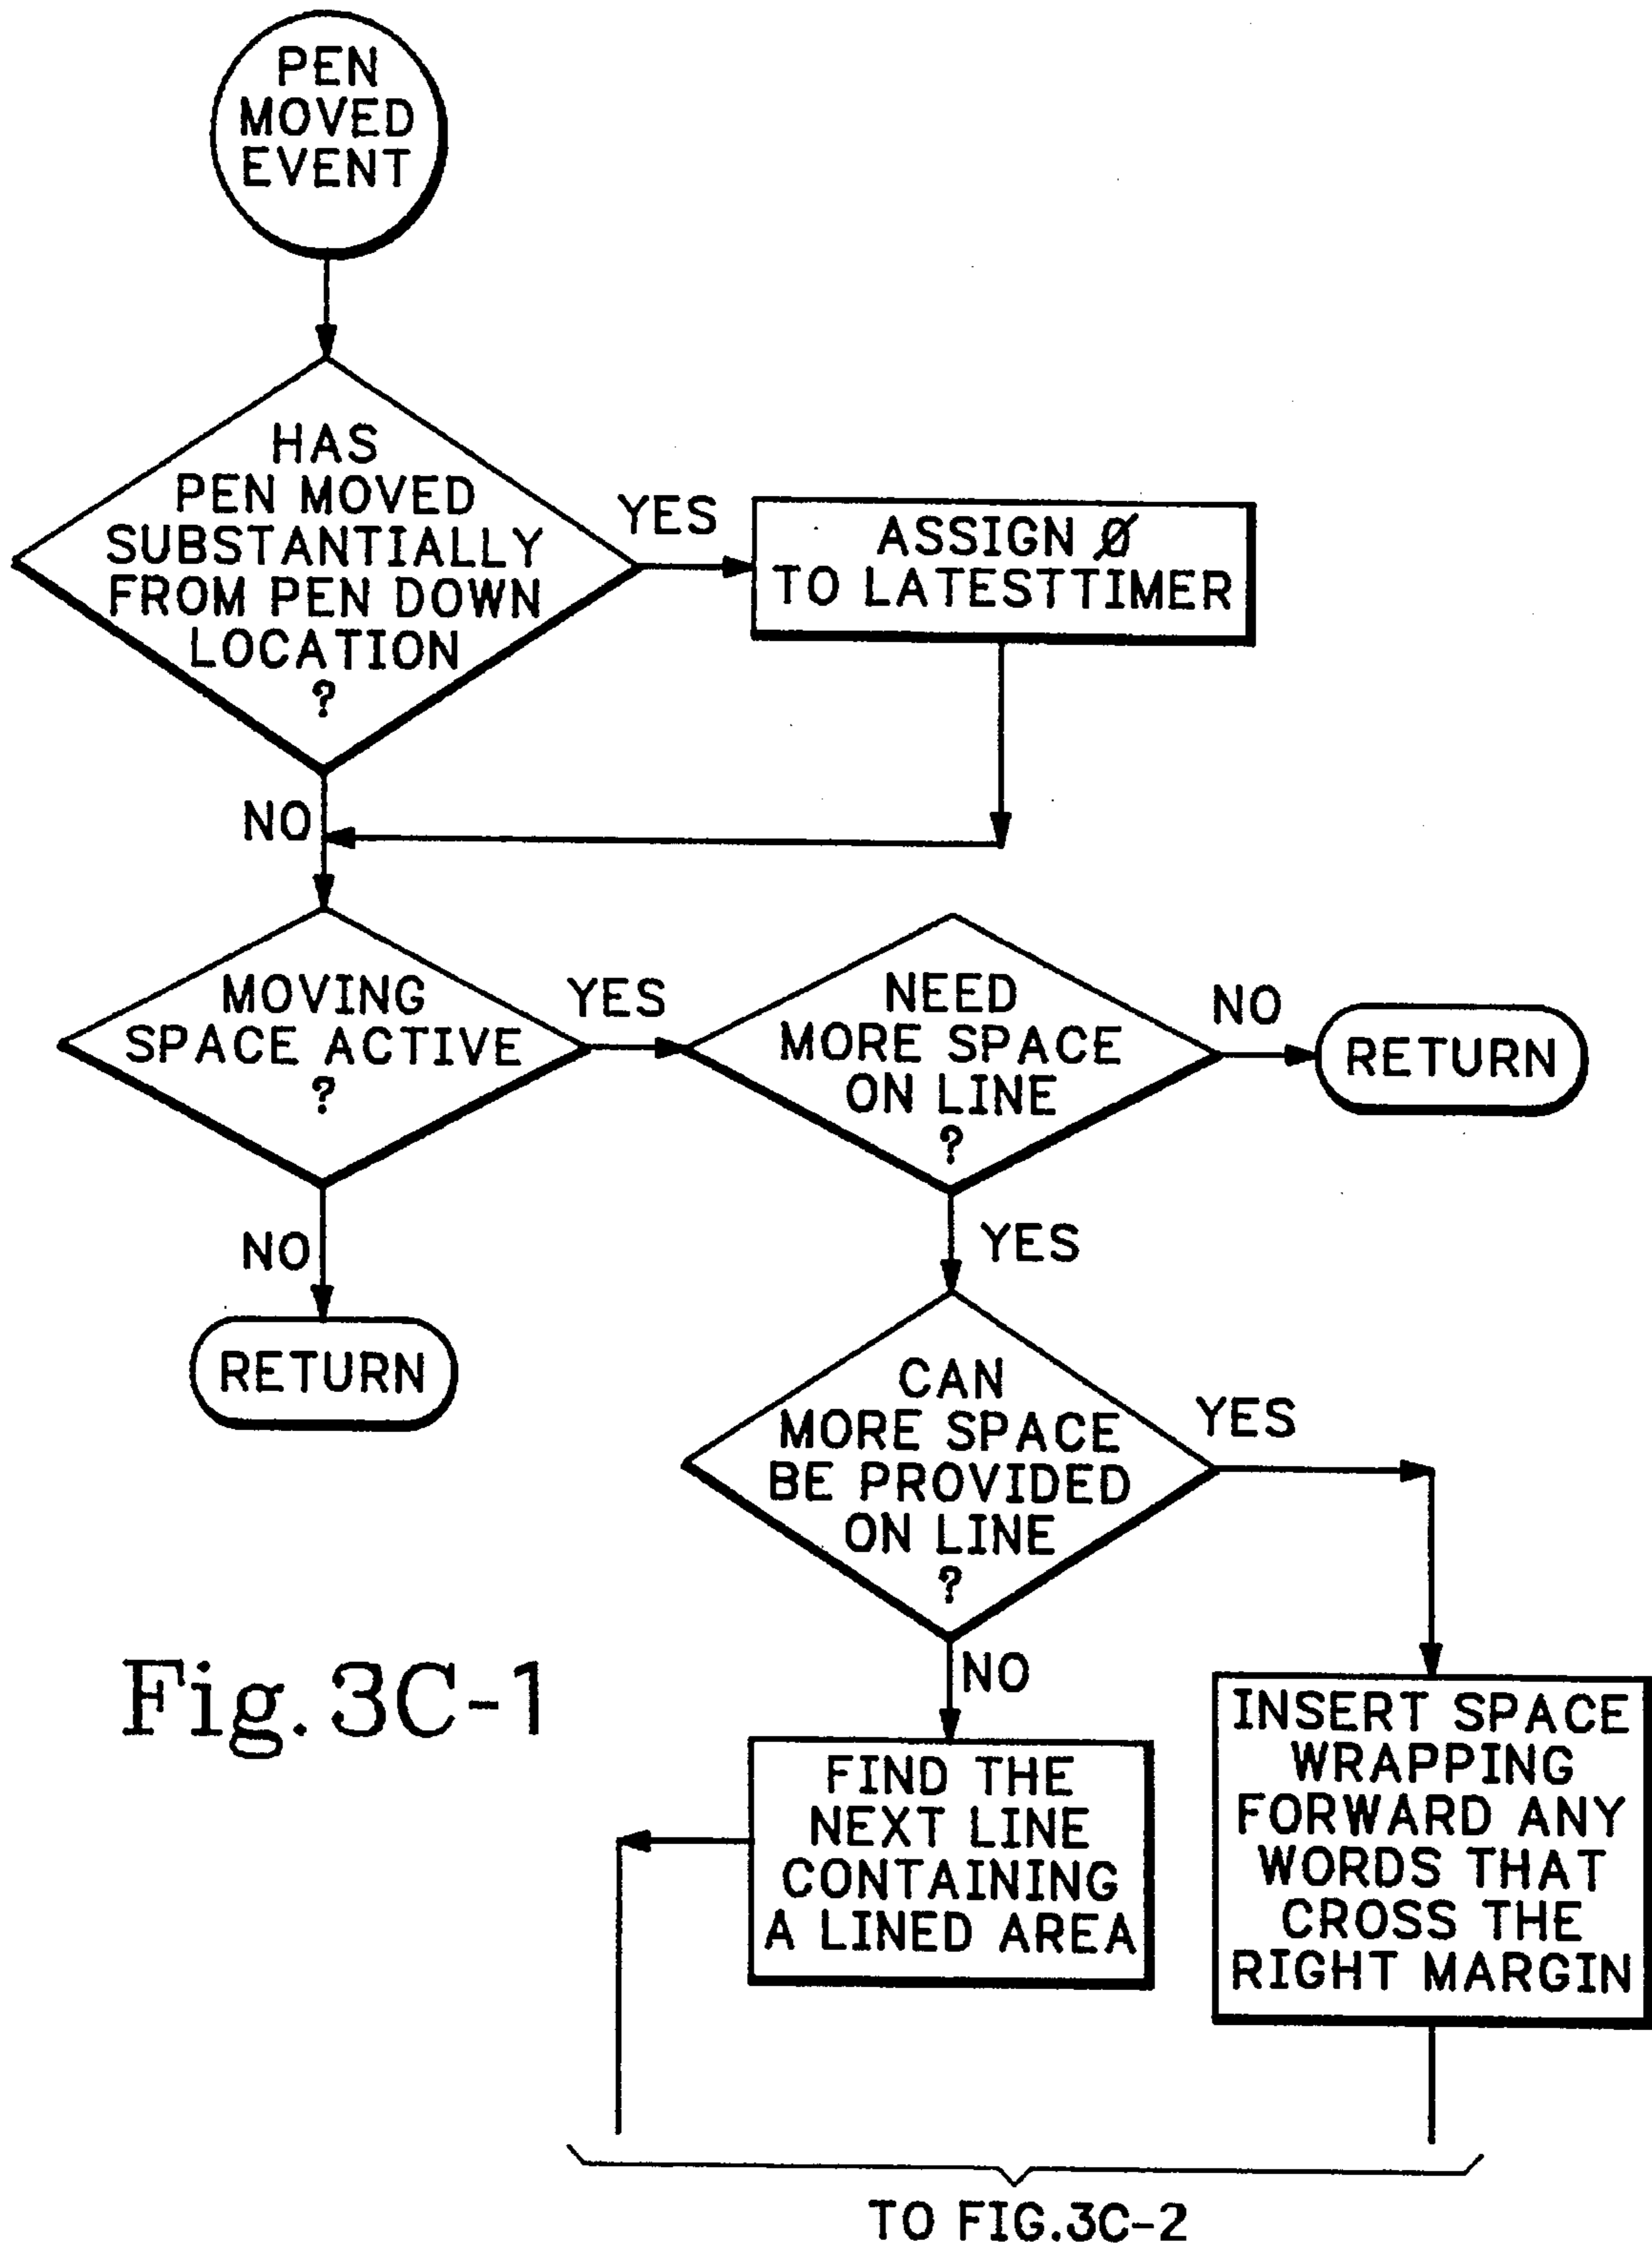 PEN
MOVED
EVENT
HAS
PEN MOVED
SUBSTANTIALLY
FROM PEN DOWN
LOCATION
?
YES
ASSIGN Ø
TO LATESTTIMER
NO
MOVING
SPACE ACTIVE
?
YES
NEED
MORE SPACE
ON LINE
?
NO
RETURN
NO
RETURN
YES
CAN
MORE SPACE
BE PROVIDED
ON LINE
?
YES
NO
FIND THE
NEXT LINE
CONTAINING
A LINED AREA
INSERT SPACE
WRAPPING
FORWARD ANY
WORDS THAT
CROSS THE
RIGHT MARGIN
Fig. 3C-1
TO FIG.3C-2